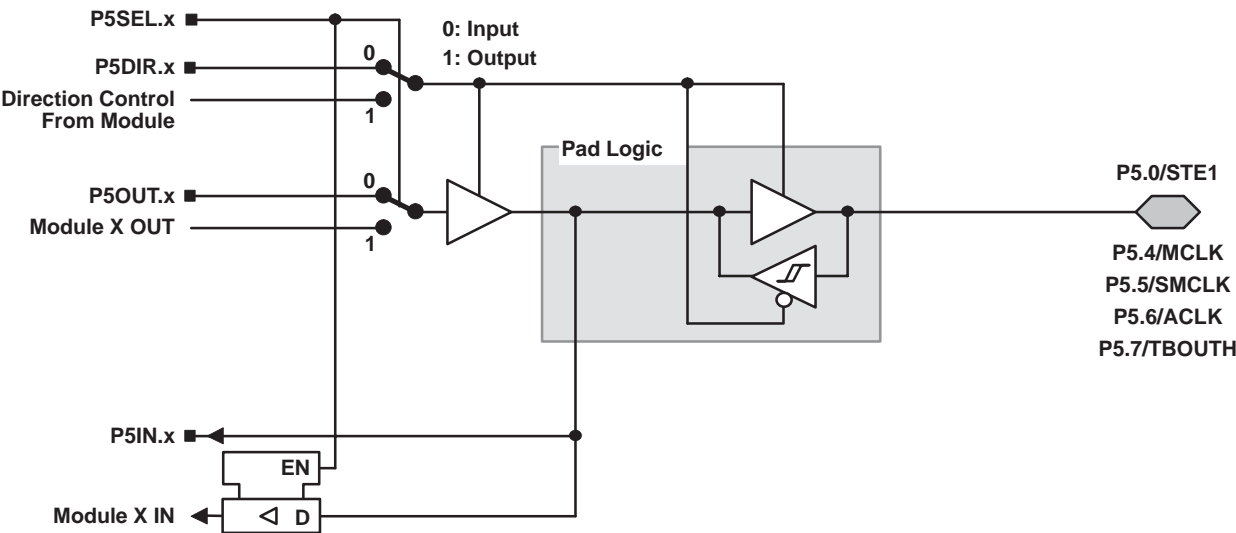 P5SEL.x
0: Input
1: Output
P5DIR.x
0
Direction Control
From Module
1
Pad Logic
P5OUT.x
0
Module X OUT
1
P5.0/STE1
P5.4/MCLK
P5.5/SMCLK
P5.6/ACLK
P5.7/TBOUTH
P5IN.x
EN
Module X IN
D